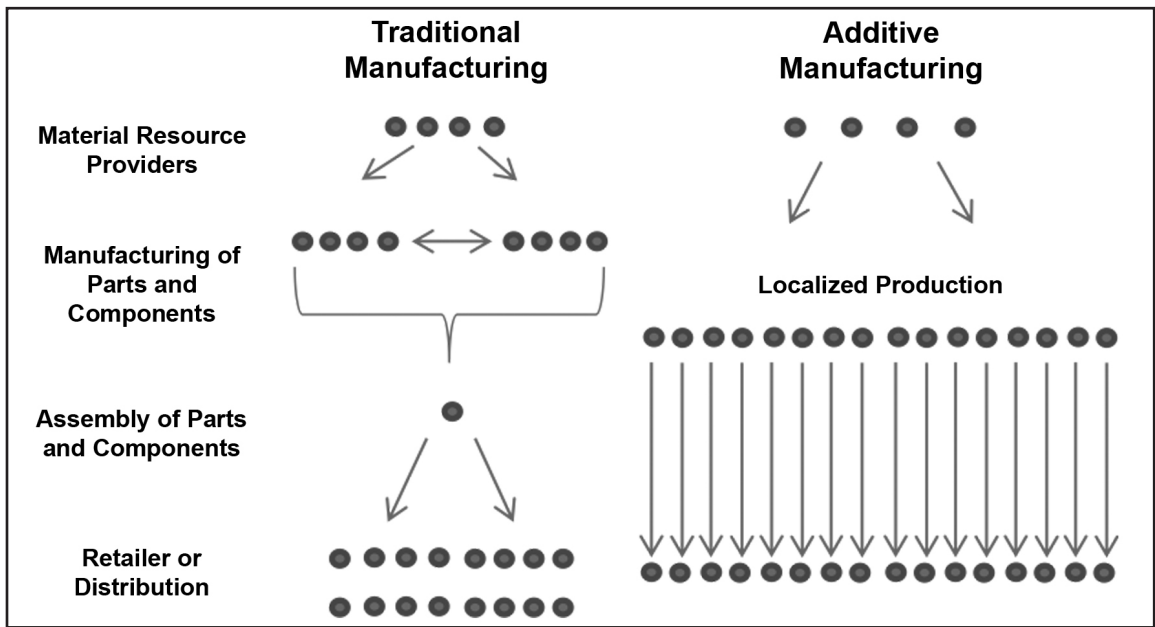 Traditional
Manufacturing
Additive
Manufacturing
Material Resource
Providers
Manufacturing of
Parts and
Components
Localized Production
Assembly of Parts
and Components
Retailer or
Distribution